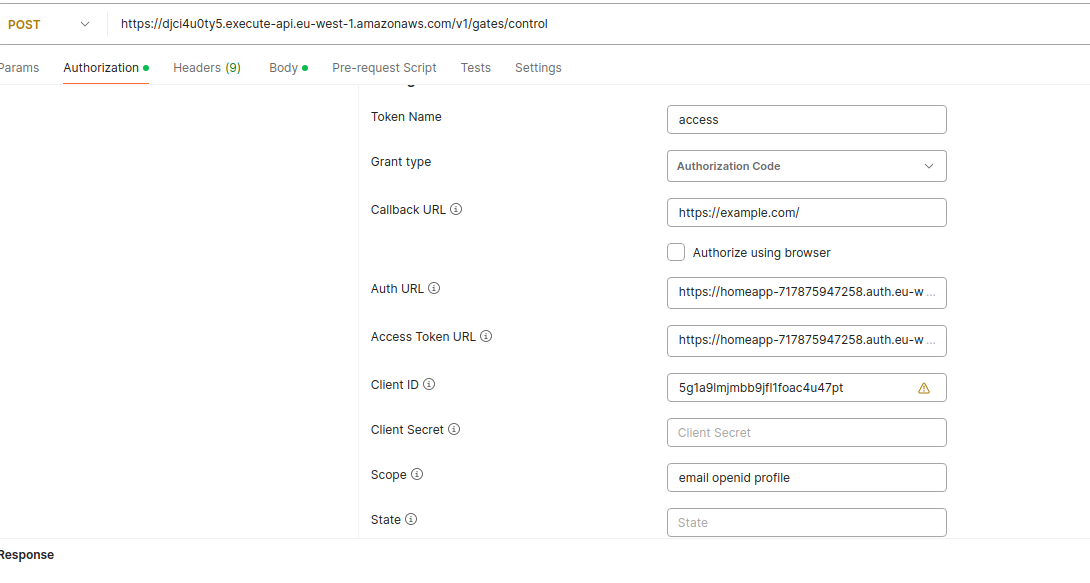 POST https://djci4u0ty5.execute-api.eu-west-1.amazonaws.com/v1/gates/control
Params Authorization Headers (9) Body Pre-request Script Tests Settings
Token Name access
Grant type Authorization Code
Callback URL https://example.com/
Authorize using browser
Auth URL https://homeapp-717875947258.auth.eu-w ...
Access Token URL https://homeapp-717875947258.auth.eu-w ...
Client ID 5g1a9lmjmbb9jfl1foac4u47pt
Client Secret Client Secret
Scope email openid profile
State State
Response